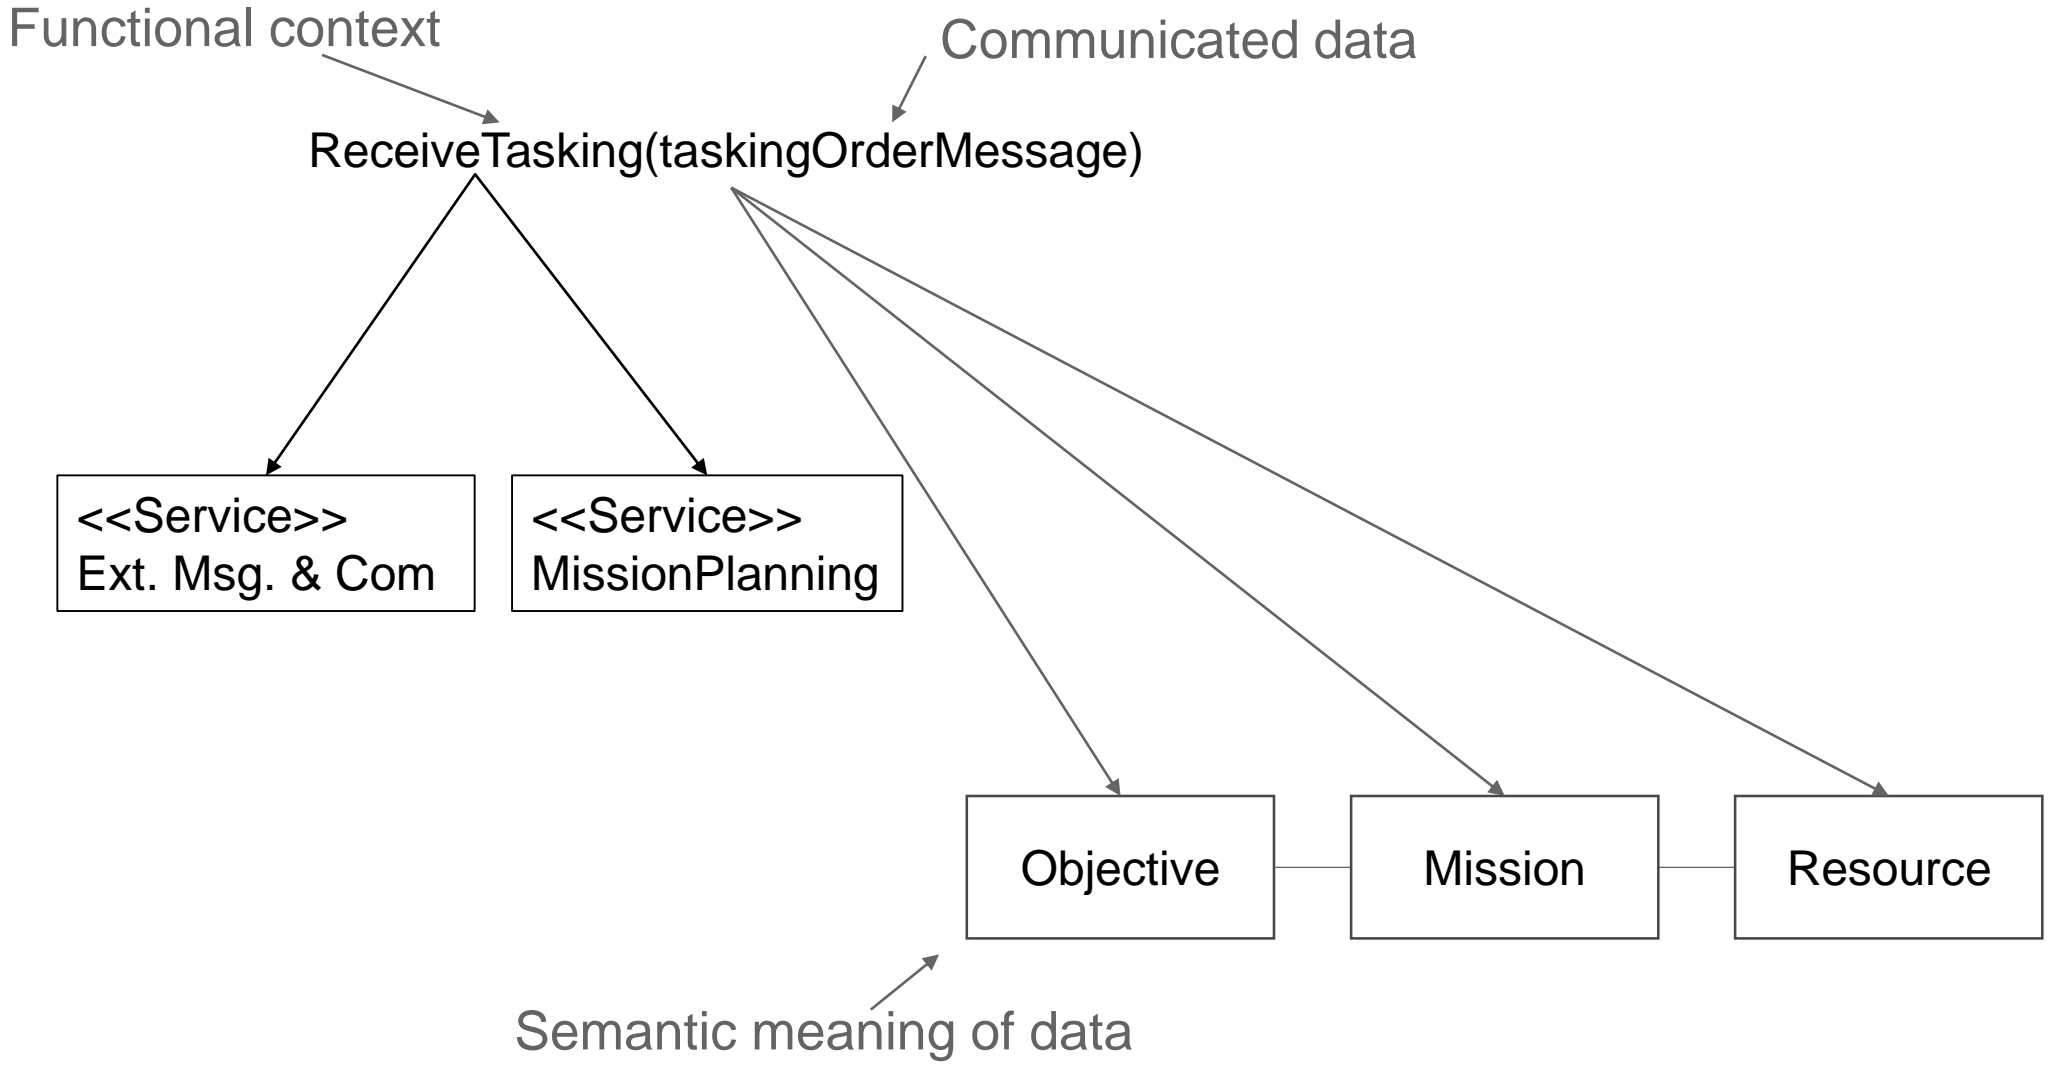 Functional context
Communicated data
ReceiveTasking(taskingOrderMessage)
<<Service>>
Ext. Msg. & Com
<<Service>>
MissionPlanning
Objective
Mission
Resource
Semantic meaning of data